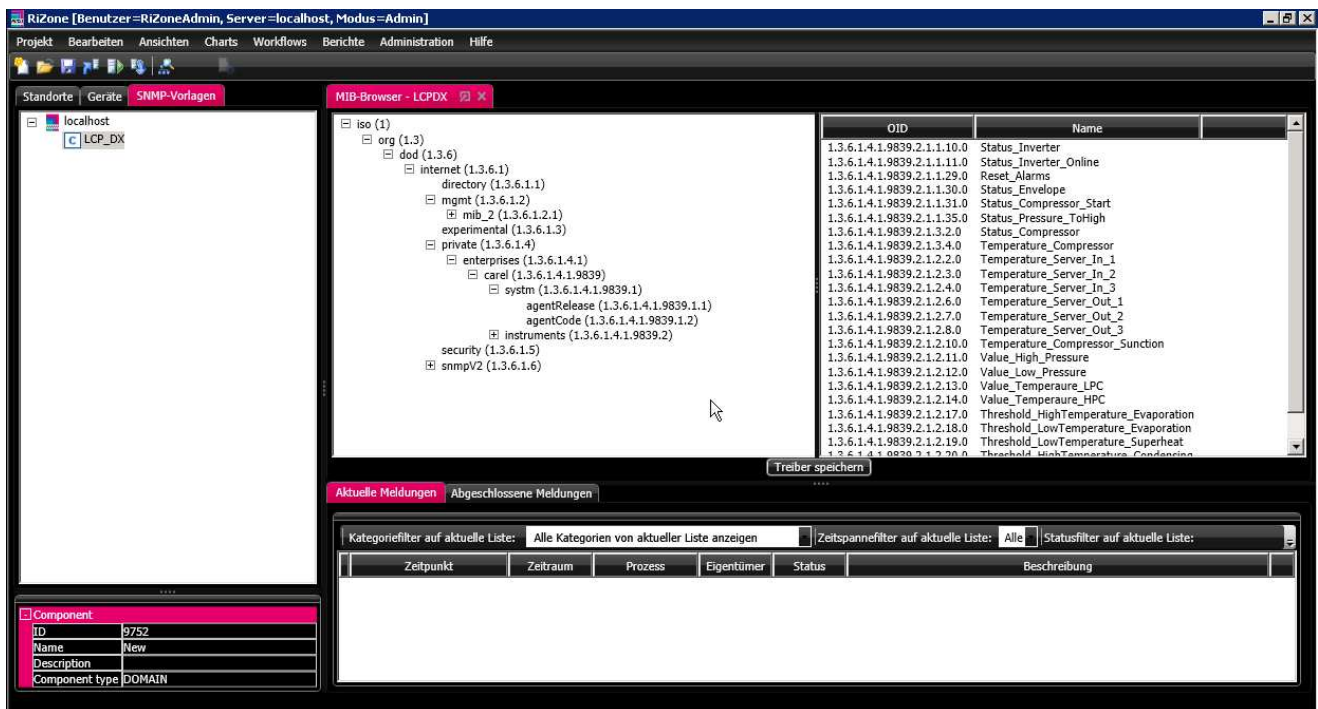 RiZone [Benutzer=RiZoneAdmin, Server=localhost, Modus=Admin]
Projekt Bearbeiten Ansichten Charts Workflows Berichte Administration Hilfe
Standorte Geräte SNMP-Vorlagen
localhost
C LCP_DX
MIB-Browser - LCPDX
iso (1)
org (1.3)
dod (1.3.6)
internet (1.3.6.1)
directory (1.3.6.1.1)
mgmt (1.3.6.1.2)
mib_2 (1.3.6.1.2.1)
experimental (1.3.6.1.3)
private (1.3.6.1.4)
enterprises (1.3.6.1.4.1)
carel (1.3.6.1.4.1.9839)
systm (1.3.6.1.4.1.9839.1)
agentRelease (1.3.6.1.4.1.9839.1.1)
agentCode (1.3.6.1.4.1.9839.1.2)
instruments (1.3.6.1.4.1.9839.2)
security (1.3.6.1.5)
snmpV2 (1.3.6.1.6)
OID Name
1.3.6.1.4.1.9839.2.1.1.10.0 Status_Inverter
1.3.6.1.4.1.9839.2.1.1.11.0 Status_Inverter_Online
1.3.6.1.4.1.9839.2.1.1.29.0 Reset_Alarms
1.3.6.1.4.1.9839.2.1.1.30.0 Status_Envelope
1.3.6.1.4.1.9839.2.1.1.31.0 Status_Compressor_Start
1.3.6.1.4.1.9839.2.1.1.35.0 Status_Pressure_ToHigh
1.3.6.1.4.1.9839.2.1.3.2.0 Status_Compressor
1.3.6.1.4.1.9839.2.1.3.4.0 Temperature_Compressor
1.3.6.1.4.1.9839.2.1.2.2.0 Temperature_Server_In_1
1.3.6.1.4.1.9839.2.1.2.3.0 Temperature_Server_In_2
1.3.6.1.4.1.9839.2.1.2.4.0 Temperature_Server_In_3
1.3.6.1.4.1.9839.2.1.2.6.0 Temperature_Server_Out_1
1.3.6.1.4.1.9839.2.1.2.7.0 Temperature_Server_Out_2
1.3.6.1.4.1.9839.2.1.2.8.0 Temperature_Server_Out_3
1.3.6.1.4.1.9839.2.1.2.10.0 Temperature_Compressor_Sunction
1.3.6.1.4.1.9839.2.1.2.11.0 Value_High_Pressure
1.3.6.1.4.1.9839.2.1.2.12.0 Value_Low_Pressure
1.3.6.1.4.1.9839.2.1.2.13.0 Value_Temperaure_LPC
1.3.6.1.4.1.9839.2.1.2.14.0 Value_Temperaure_HPC
1.3.6.1.4.1.9839.2.1.2.17.0 Threshold_HighTemperature_Evaporation
1.3.6.1.4.1.9839.2.1.2.18.0 Threshold_LowTemperature_Evaporation
1.3.6.1.4.1.9839.2.1.2.19.0 Threshold_LowTemperature_Superheat
1.3.6.1.4.1.9839.2.1.2.20.0 Threshold_HighTemperature_Condensing
Treiber speichern
Aktuelle Meldungen Abgeschlossene Meldungen
Kategoriefilter auf aktuelle Liste: Alle Kategorien von aktueller Liste anzeigen Zeitspannefilter auf aktuelle Liste: Alle Statusfilter auf aktuelle Liste:
Zeitpunkt Zeitraum Prozess Eigentümer Status Beschreibung
Component
ID 9752
Name New
Description
Component type DOMAIN